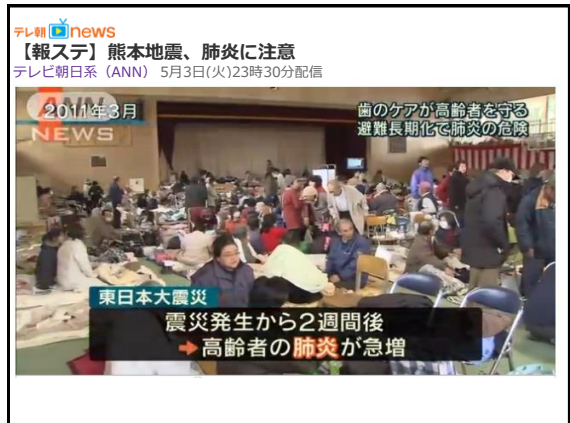 テレ朝 news
【報ステ】熊本地震、肺炎に注意
テレビ朝日系（ANN） 5月3日(火)23時30分配信
ANN
NEWS
2011年3月
歯のケアが高齢者を守る
避難長期化で肺炎の危険
東日本大震災
震災発生から2週間後
➡高齢者の肺炎が急増